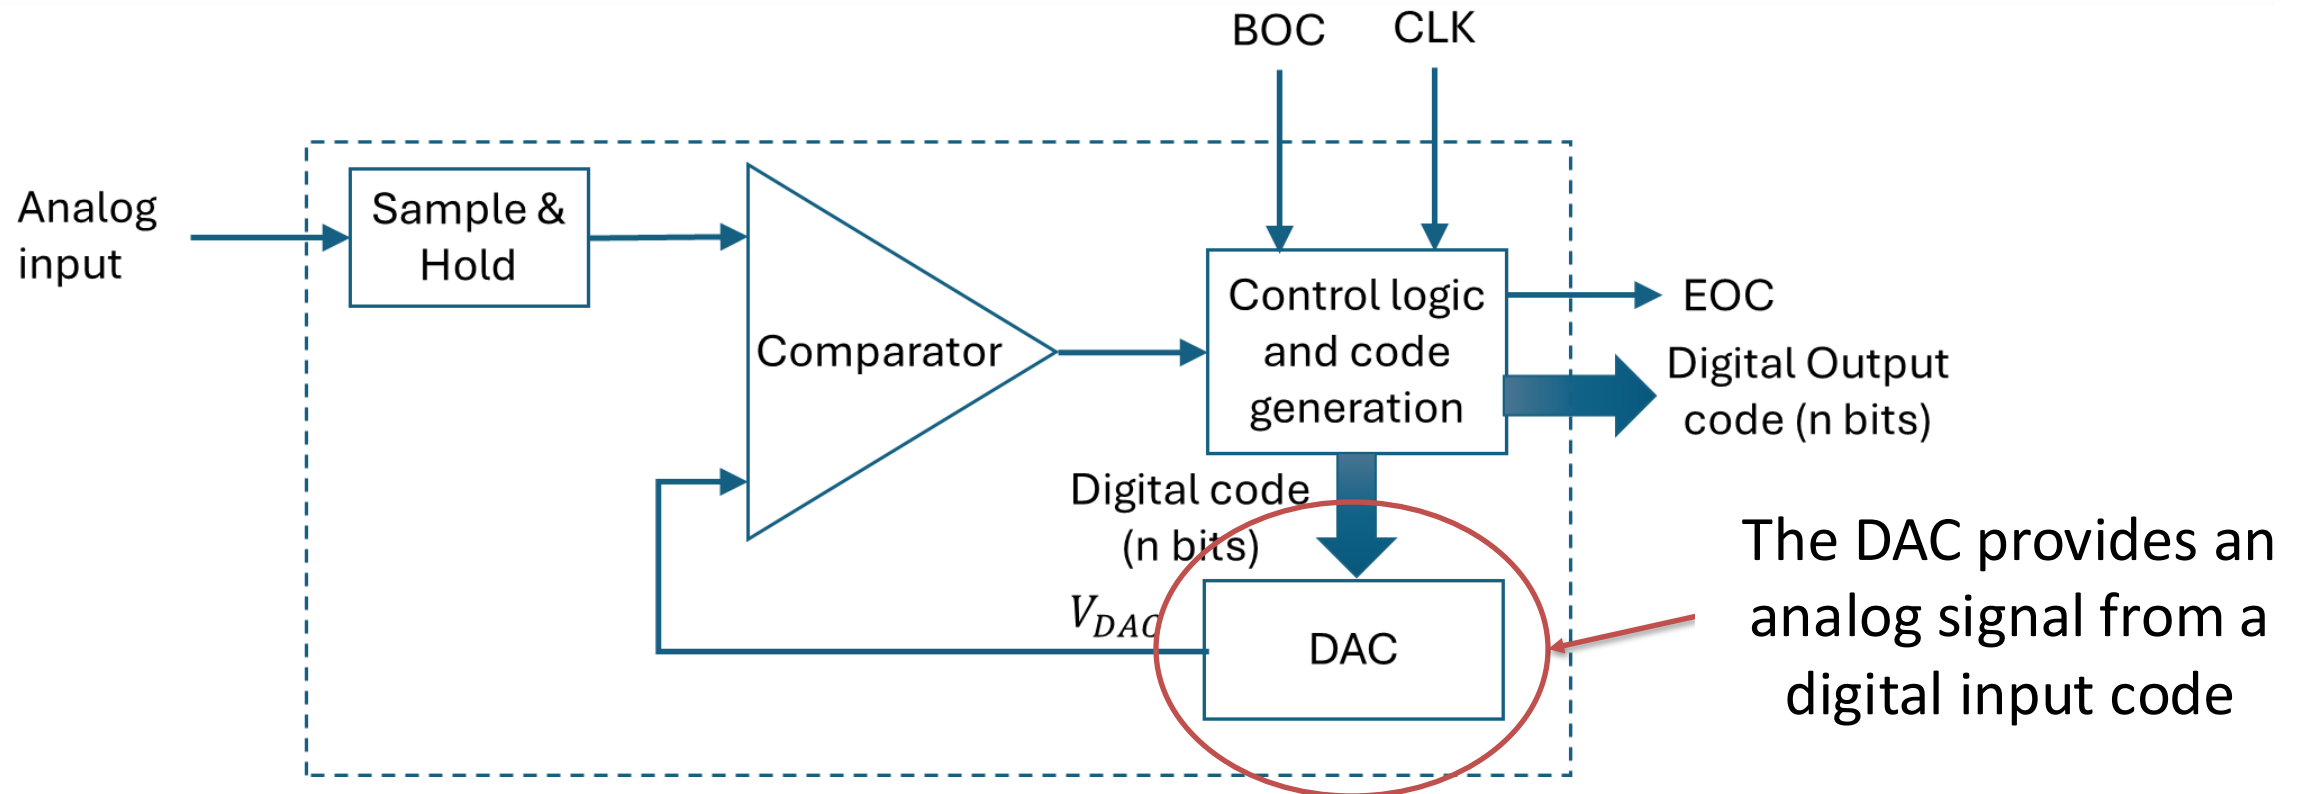 BOC
CLK
Analog
input
Sample &
Hold
Comparator
Control logic
and code
generation
EOC
Digital Output
code (n bits)
Digital code
(n bits)
V_DAC
DAC
The DAC provides an
analog signal from a
digital input code